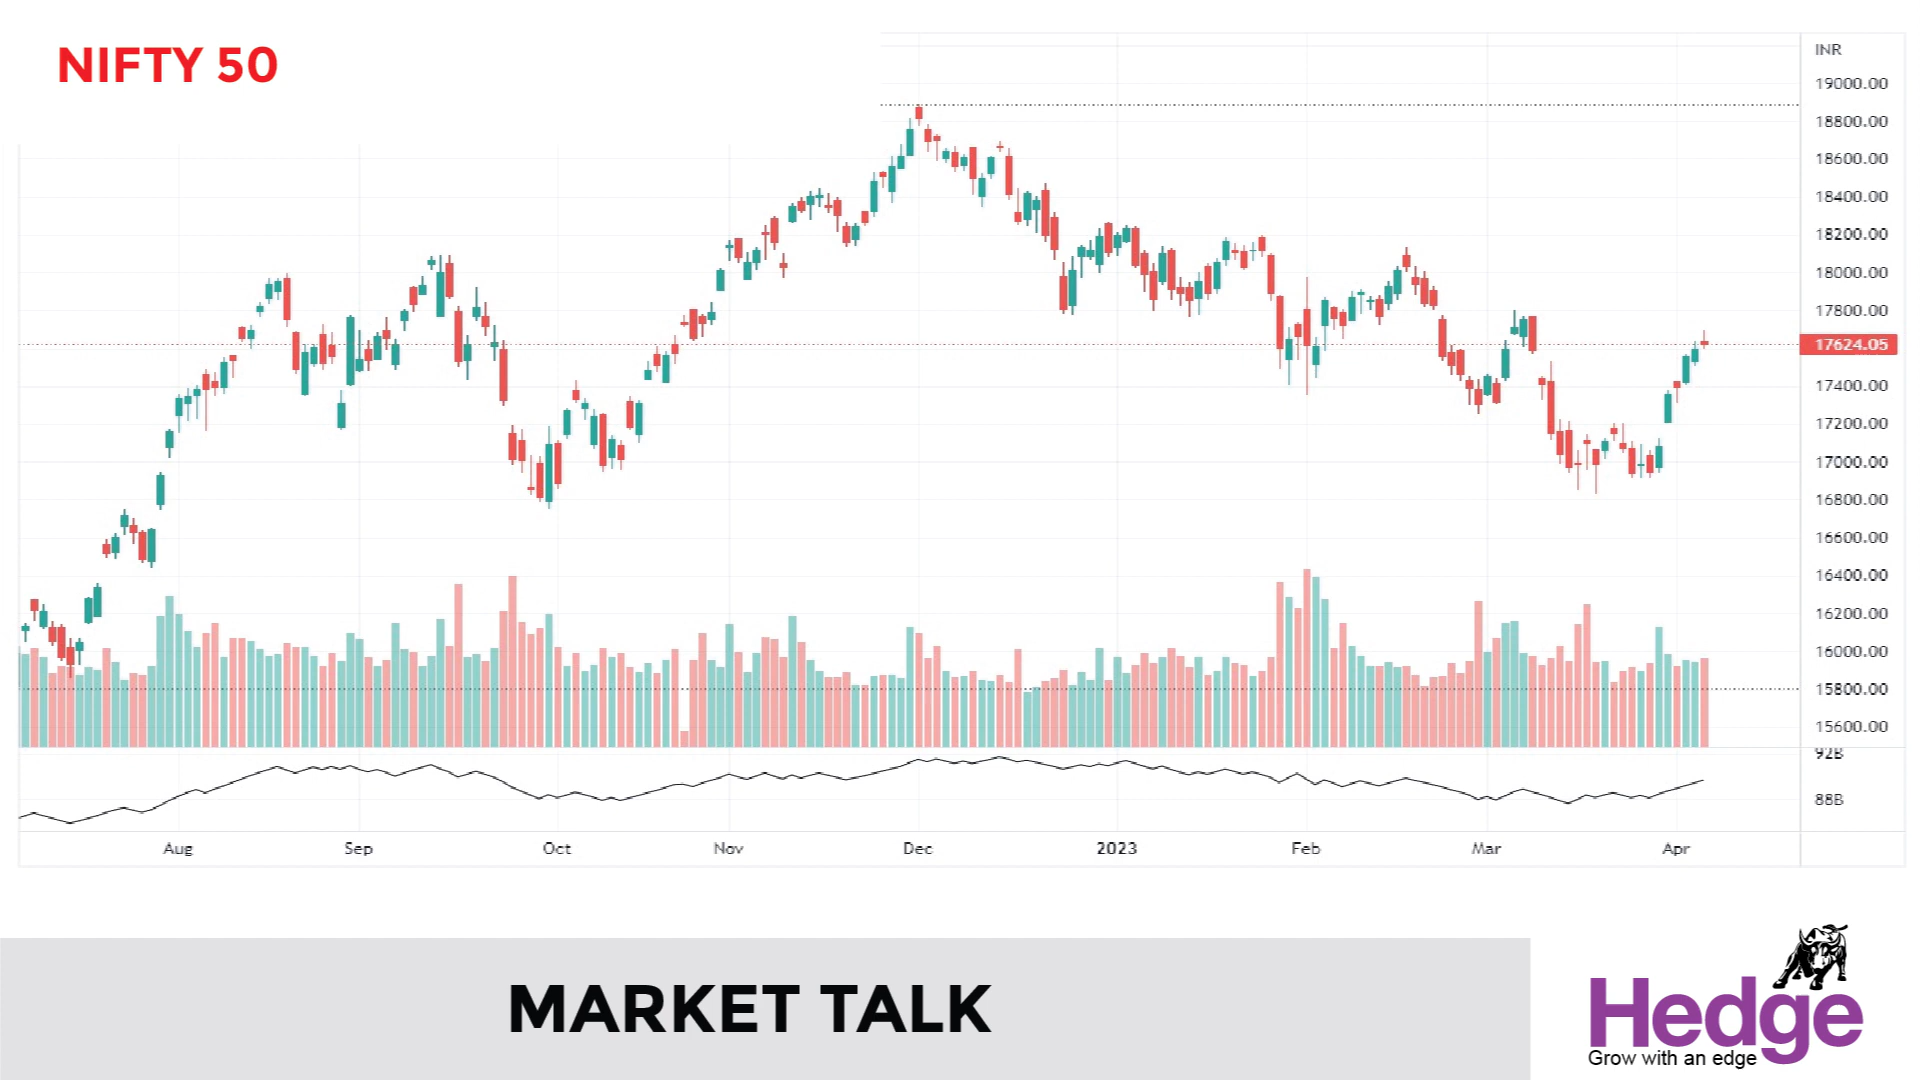 NIFTY 50
INR
19000.00
18800.00
18600.00
18400.00
18200.00
18000.00
17800.00
17624.05
17400.00
17200.00
17000.00
16800.00
16600.00
16400.00
16200.00
16000.00
15800.00
15600.00
92B
88B
Aug Sep Oct Nov Dec 2023 Feb Mar Apr
MARKET TALK
Hedge
Grow with an edge